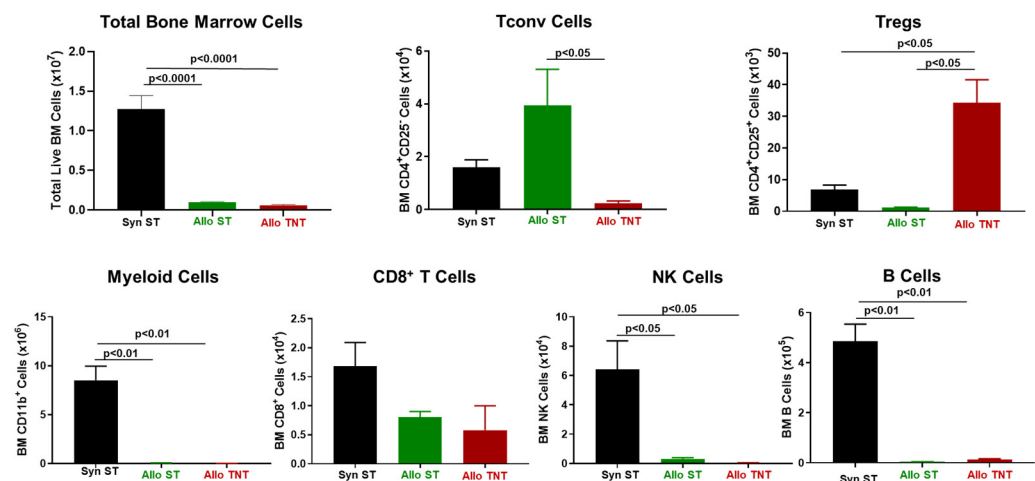 Total Bone Marrow Cells
Total Live BM Cells (x10⁷)
2.0
1.5
1.0
0.5
0.0
p<0.0001
p<0.0001
Syn ST
Allo ST
Allo TNT
Tconv Cells
BM CD4⁺CD25⁻ Cells (x10⁴)
6
4
2
0
p<0.05
Syn ST
Allo ST
Allo TNT
Tregs
BM CD4⁺CD25⁺ Cells (x10³)
50
40
30
20
10
0
p<0.05
p<0.05
Syn ST
Allo ST
Allo TNT
Myeloid Cells
BM CD11b⁺ Cells (x10⁶)
15
10
5
0
p<0.01
p<0.01
Syn ST
Allo ST
Allo TNT
CD8⁺ T Cells
BM CD8⁺ Cells (x10⁴)
2.5
2.0
1.5
1.0
0.5
0.0
Syn ST
Allo ST
Allo TNT
NK Cells
BM NK Cells (x10⁴)
10
8
6
4
2
0
p<0.05
p<0.05
Syn ST
Allo ST
Allo TNT
B Cells
BM B Cells (x10⁵)
6
4
2
0
p<0.01
p<0.01
Syn ST
Allo ST
Allo TNT